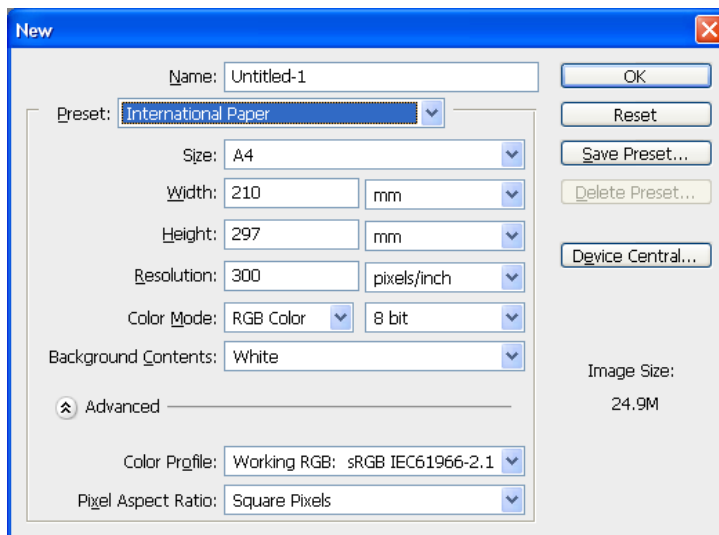 New
Name: Untitled-1
OK
Preset: International Paper
Reset
Size: A4
Save Preset...
Width: 210 mm
Delete Preset...
Height: 297 mm
Device Central...
Resolution: 300 pixels/inch
Color Mode: RGB Color 8 bit
Background Contents: White
Image Size:
24.9M
Advanced
Color Profile: Working RGB: sRGB IEC61966-2.1
Pixel Aspect Ratio: Square Pixels